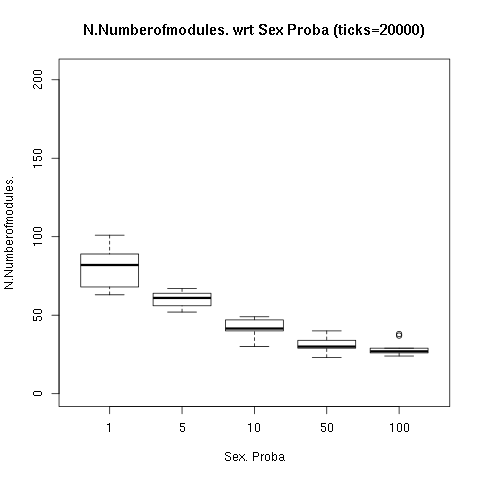 N.Numberofmodules. wrt Sex Proba (ticks=20000)
N.Numberofmodules.
200
150
100
50
0
1 5 10 50 100
Sex. Proba